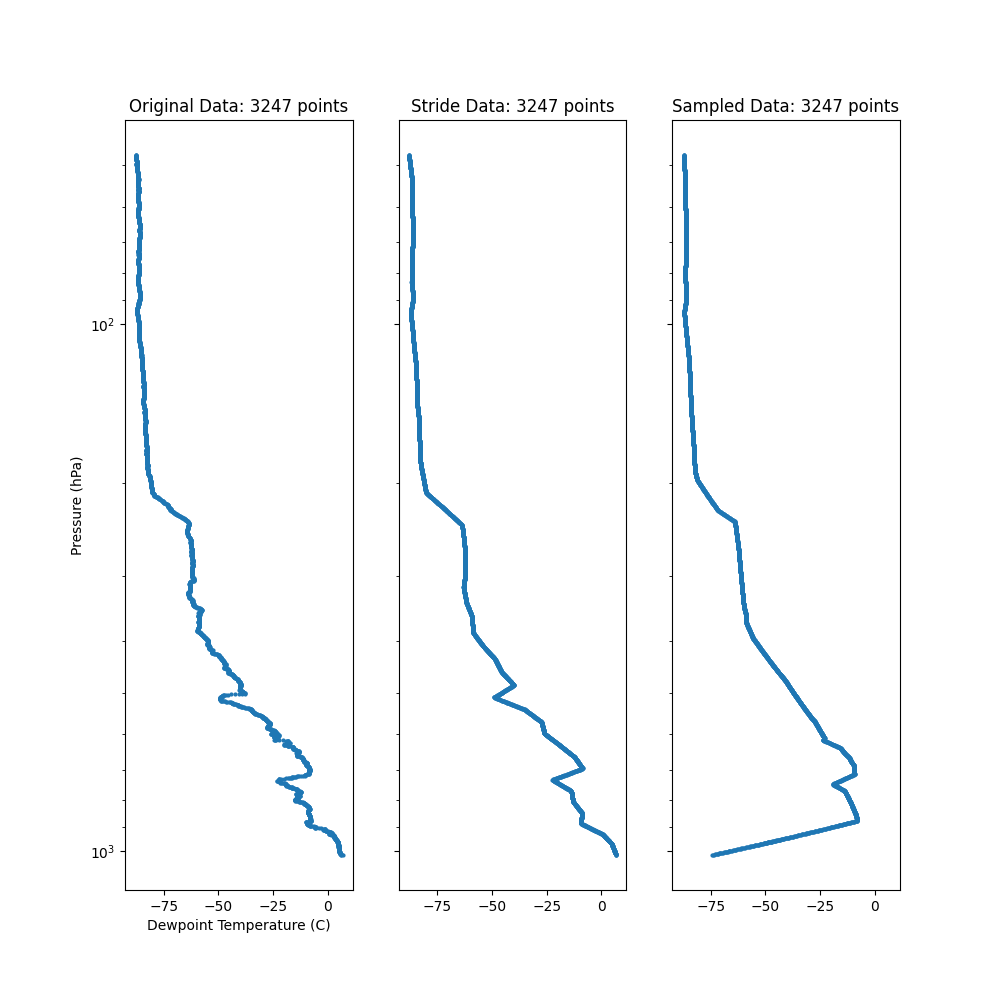 Original Data: 3247 points
Stride Data: 3247 points
Sampled Data: 3247 points
10²
10³
Pressure (hPa)
−75 −50 −25 0
−75 −50 −25 0
−75 −50 −25 0
Dewpoint Temperature (C)